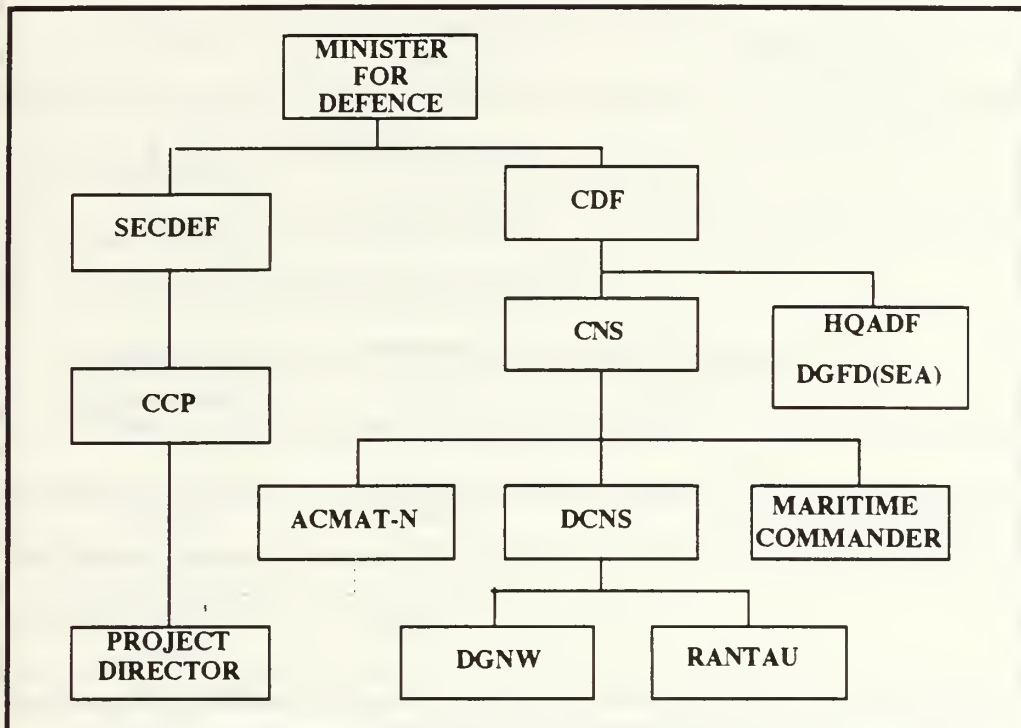 MINISTER
FOR
DEFENCE
SECDEF
CDF
CNS
HQADF
DGFD(SEA)
CCP
ACMAT-N
DCNS
MARITIME
COMMANDER
PROJECT
DIRECTOR
DGNW
RANTAU